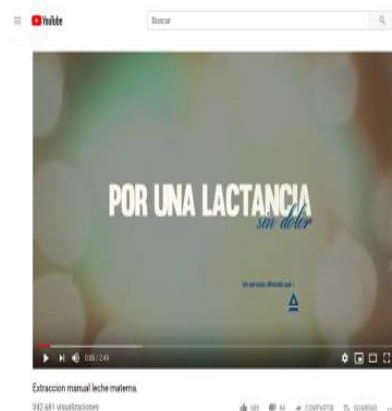 YouTube
Buscar
POR UNA LACTANCIA
sin dolor
Un servicio ofrecido por :
0:06 / 2:49
Extraccion manual leche materna.
342.681 visualizaciones
COMPARTIR
GUARDAR